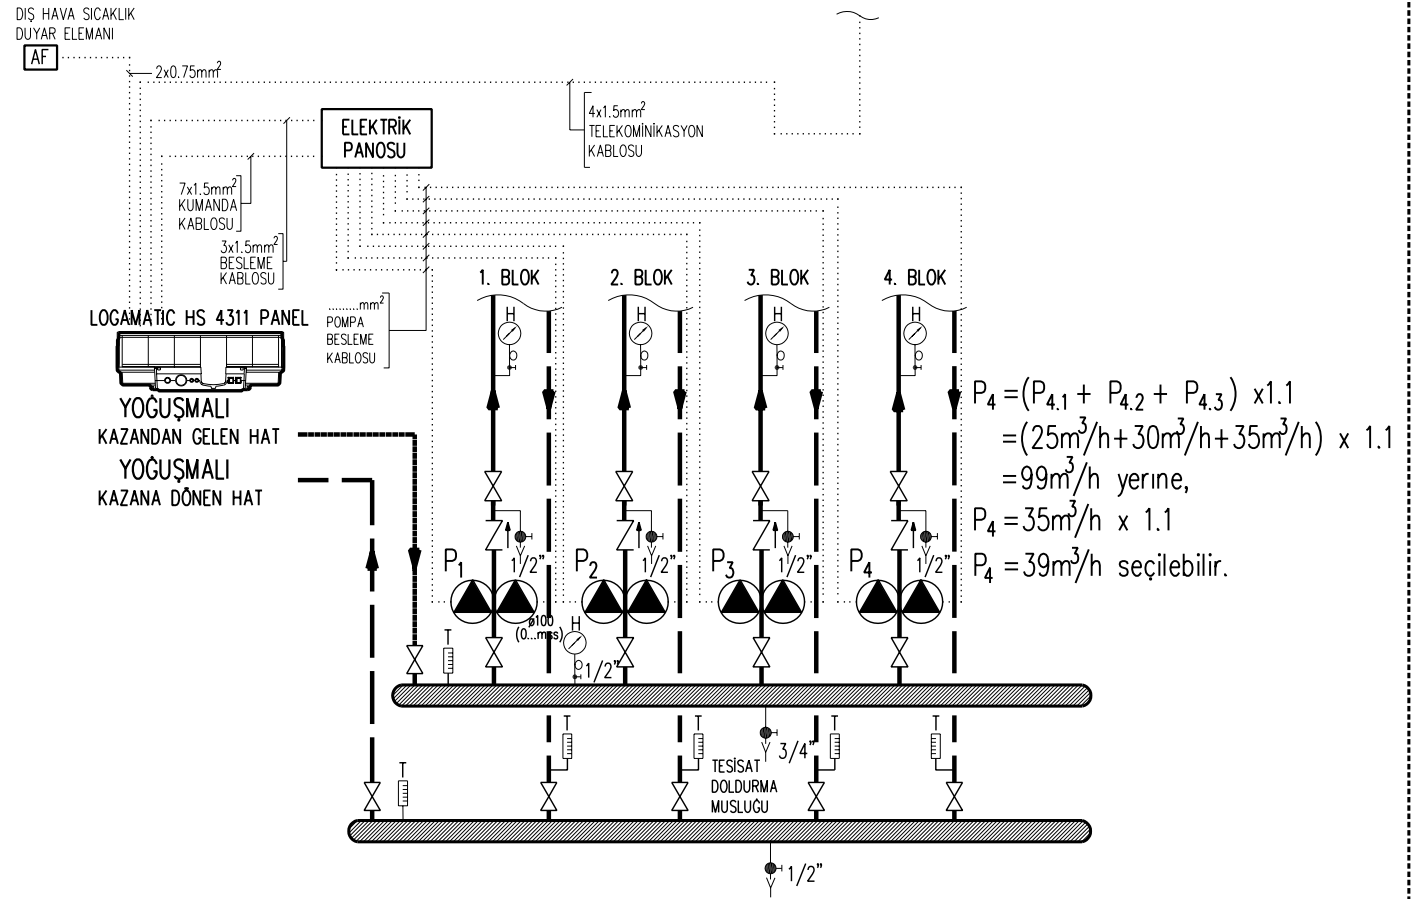 DIŞ HAVA SICAKLIK
DUYAR ELEMANI
AF
2x0.75mm²
ELEKTRİK
PANOSU
4x1.5mm²
TELEKOMİNİKASYON
KABLOSU
7x1.5mm²
KUMANDA
KABLOSU
3x1.5mm²
BESLEME
KABLOSU
........mm²
POMPA
BESLEME
KABLOSU
LOGAMATIC HS 4311 PANEL
1. BLOK
2. BLOK
3. BLOK
4. BLOK
H
H
H
H
YOĞUŞMALI
KAZANDAN GELEN HAT
YOĞUŞMALI
KAZANA DÖNEN HAT
P₄ =(P₄.₁ + P₄.₂ + P₄.₃) x1.1
=(25m³/h+30m³/h+35m³/h) x 1.1
=99m³/h yerıne,
P₄ =35m³/h x 1.1
P₄ =39m³/h seçilebilir.
P₁
1/2"
P₂
1/2"
P₃
1/2"
P₄
1/2"
ø100
(0...mss)
H
T
1/2"
T
T
T
T
3/4"
TESİSAT
DOLDURMA
MUSLUĞU
T
1/2"